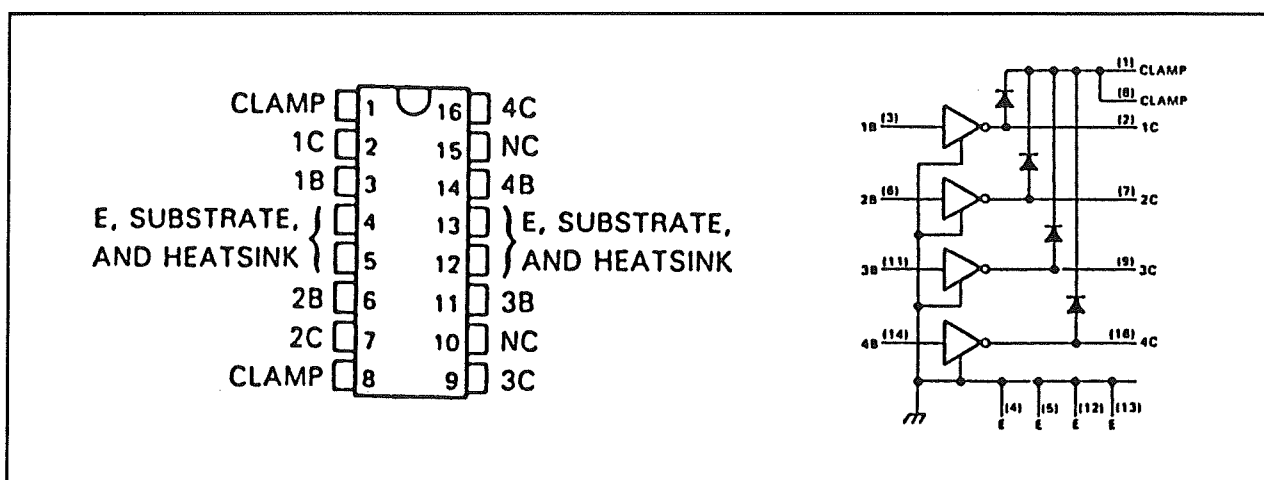 CLAMP 1 16 4C
1C 2 15 NC
1B 3 14 4B
E, SUBSTRATE, 4 13 E, SUBSTRATE,
AND HEATSINK 5 12 AND HEATSINK
2B 6 11 3B
2C 7 10 NC
CLAMP 8 9 3C
(1) CLAMP
(8) CLAMP
1B (3) (2) 1C
2B (6) (7) 2C
3B (11) (9) 3C
4B (14) (16) 4C
(4) (5) (12) (13)
E E E E